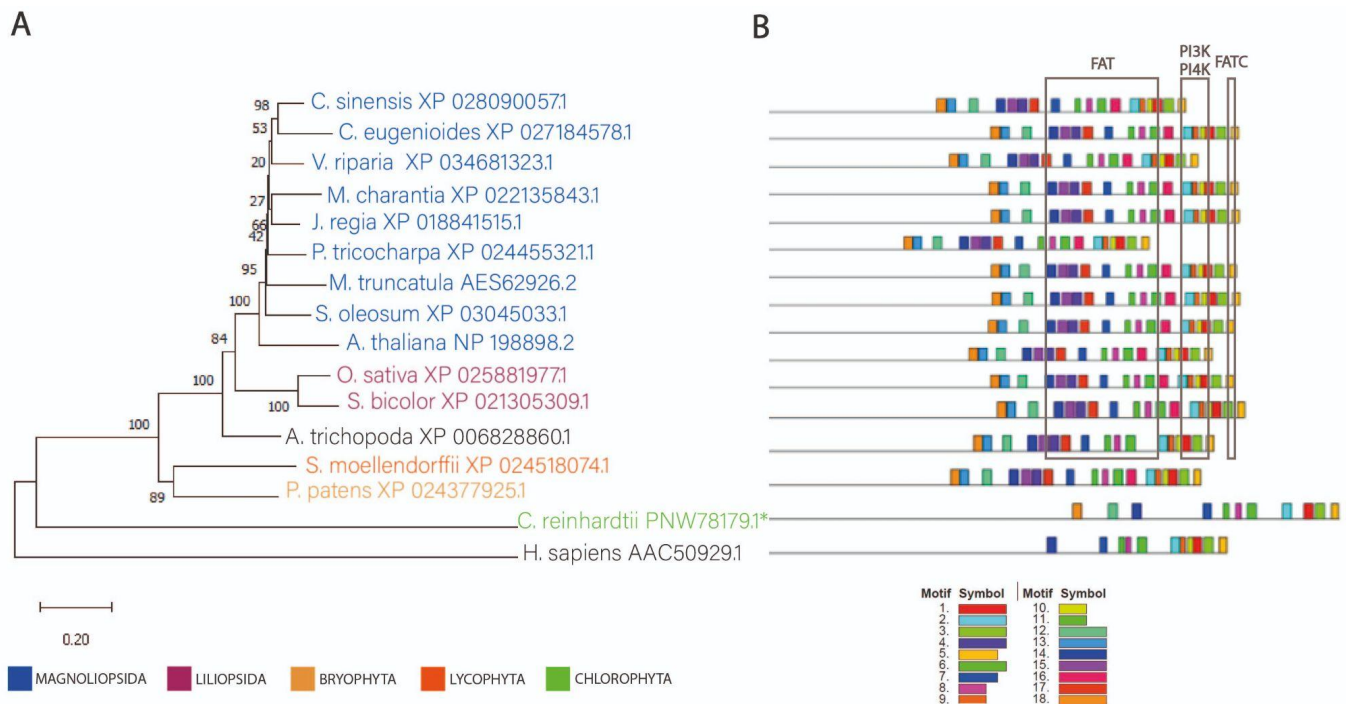 A
B
PI3K
FAT
PI4K
FATC
98
C. sinensis XP 028090057.1
53
C. eugenioides XP 027184578.1
20
V. riparia XP 034681323.1
27
M. charantia XP 022135843.1
66
J. regia XP 018841515.1
42
P. tricocharpa XP 024455321.1
95
M. truncatula AES62926.2
100
S. oleosum XP 03045033.1
84
A. thaliana NP 198898.2
100
O. sativa XP 025881977.1
100
S. bicolor XP 021305309.1
100
A. trichopoda XP 006828860.1
S. moellendorffii XP 024518074.1
89
P. patens XP 024377925.1
C. reinhardtii PNW78179.1*
H. sapiens AAC50929.1
0.20
MAGNOLIOPSIDA LILIOPSIDA BRYOPHYTA LYCOPHYTA CHLOROPHYTA
Motif Symbol Motif Symbol
1. 10.
2. 11.
3. 12.
4. 13.
5. 14.
6. 15.
7. 16.
8. 17.
9. 18.